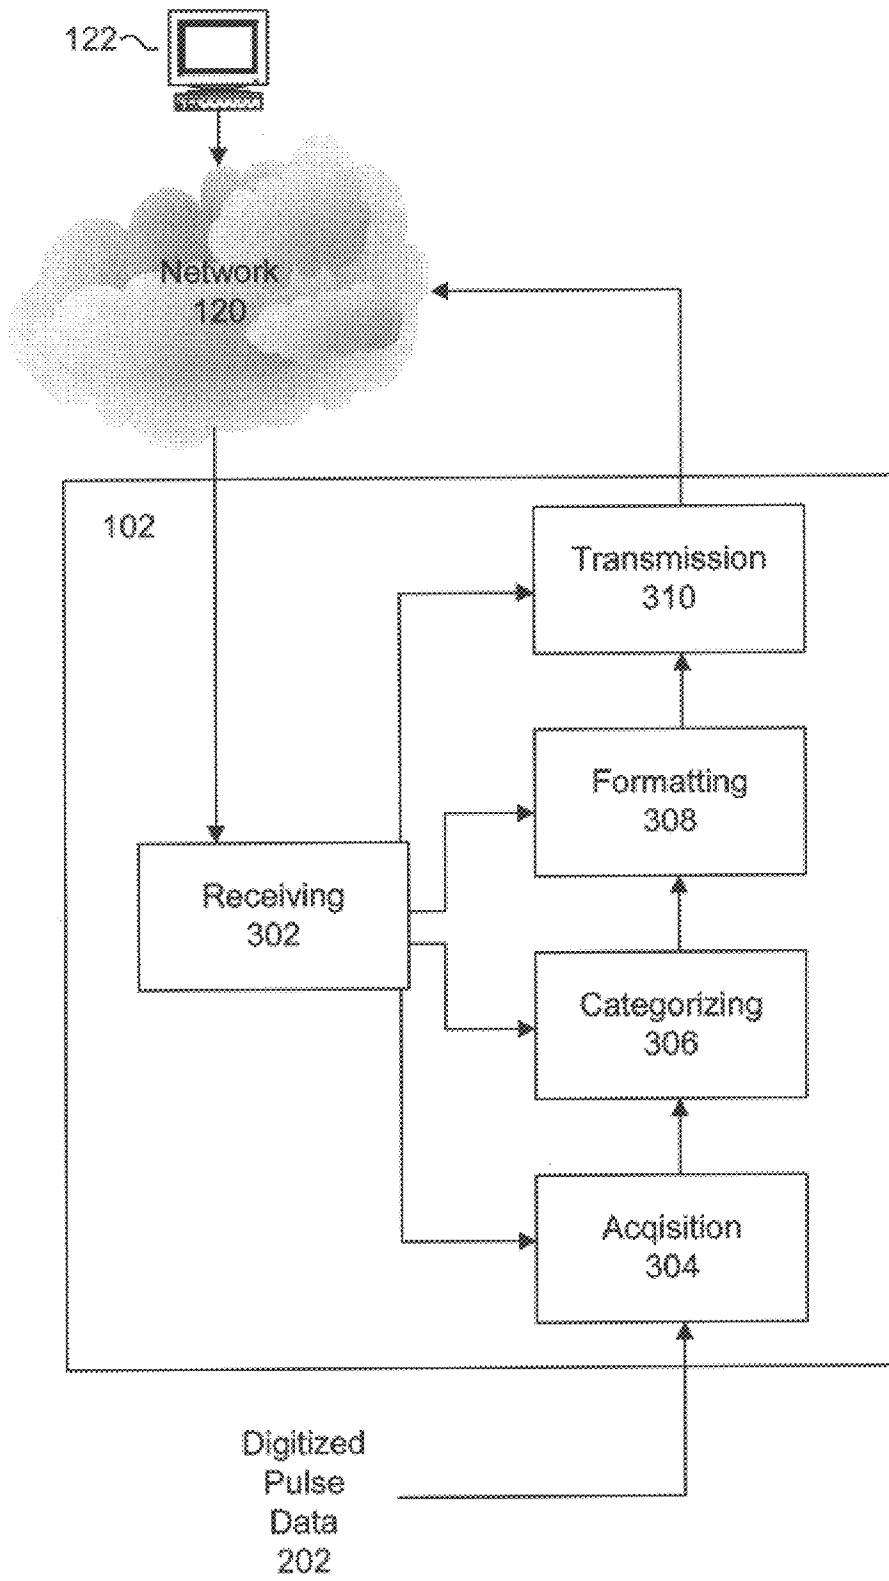 122
Network
120
102
Transmission
310
Formatting
308
Receiving
302
Categorizing
306
Acqisition
304
Digitized
Pulse
Data
202